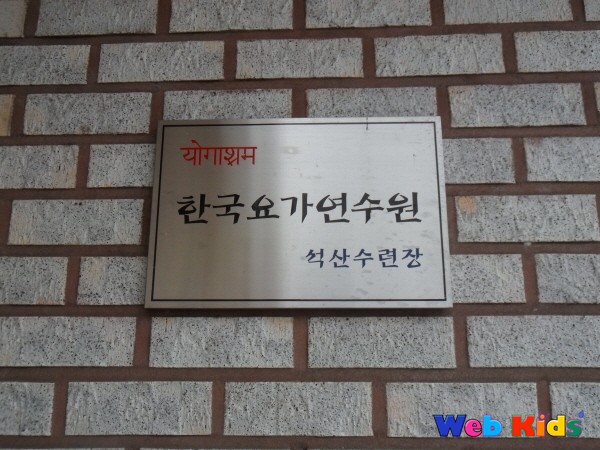 योगाश्रम
한국요가연수원
석산수련장
Web Kids